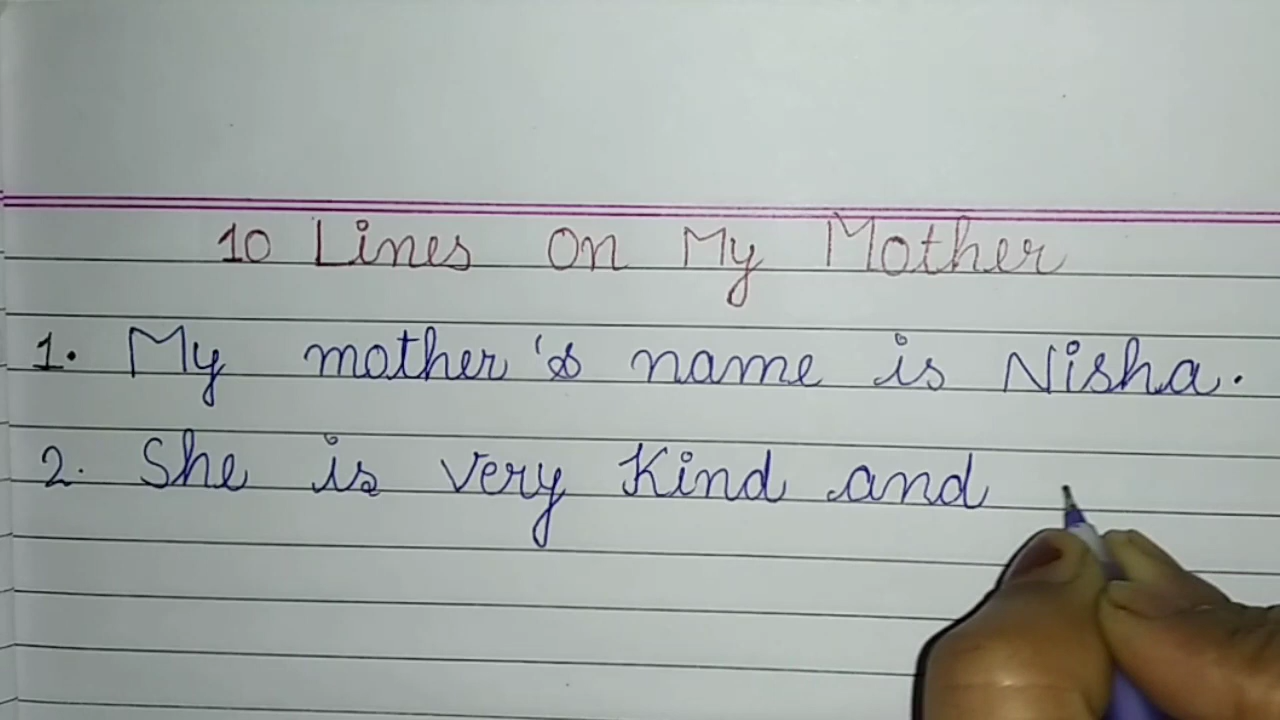 10 Lines On My Mother
1. My mother's name is Nisha.
2. She is very Kind and